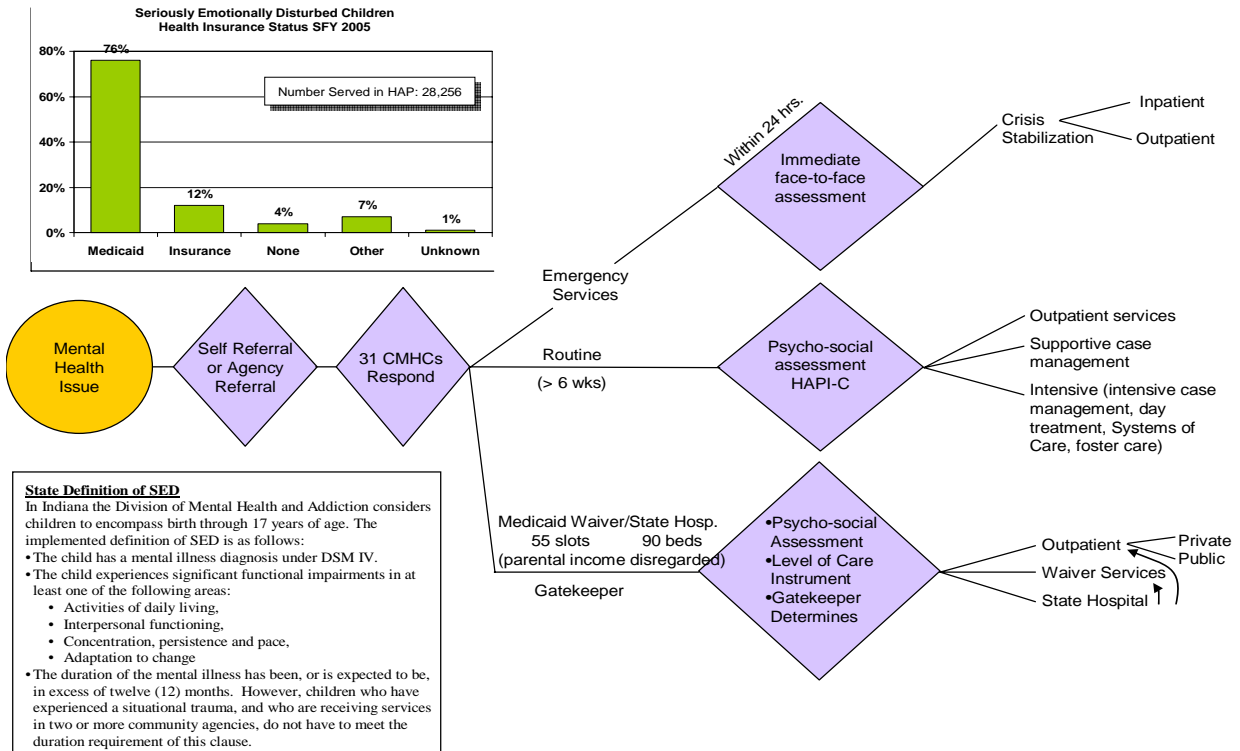 Seriously Emotionally Disturbed Children
Health Insurance Status SFY 2005
80%
60%
40%
20%
0%
76%
12%
4%
7%
1%
Number Served in HAP: 28,256
Medicaid
Insurance
None
Other
Unknown
Mental
Health
Issue
Self Referral
or Agency
Referral
31 CMHCs
Respond
Emergency
Services
Within 24 hrs.
Immediate
face-to-face
assessment
Crisis
Stabilization
Inpatient
Outpatient
Routine
(> 6 wks)
Psycho-social
assessment
HAPI-C
Outpatient services
Supportive case
management
Intensive (intensive case
management, day
treatment, Systems of
Care, foster care)
Medicaid Waiver/State Hosp.
55 slots 90 beds
(parental income disregarded)
Gatekeeper
•Psycho-social
Assessment
•Level of Care
Instrument
•Gatekeeper
Determines
Outpatient
Private
Public
Waiver Services
State Hospital
State Definition of SED
In Indiana the Division of Mental Health and Addiction considers
children to encompass birth through 17 years of age. The
implemented definition of SED is as follows:
• The child has a mental illness diagnosis under DSM IV.
• The child experiences significant functional impairments in at
least one of the following areas:
• Activities of daily living,
• Interpersonal functioning,
• Concentration, persistence and pace,
• Adaptation to change
• The duration of the mental illness has been, or is expected to be,
in excess of twelve (12) months. However, children who have
experienced a situational trauma, and who are receiving services
in two or more community agencies, do not have to meet the
duration requirement of this clause.